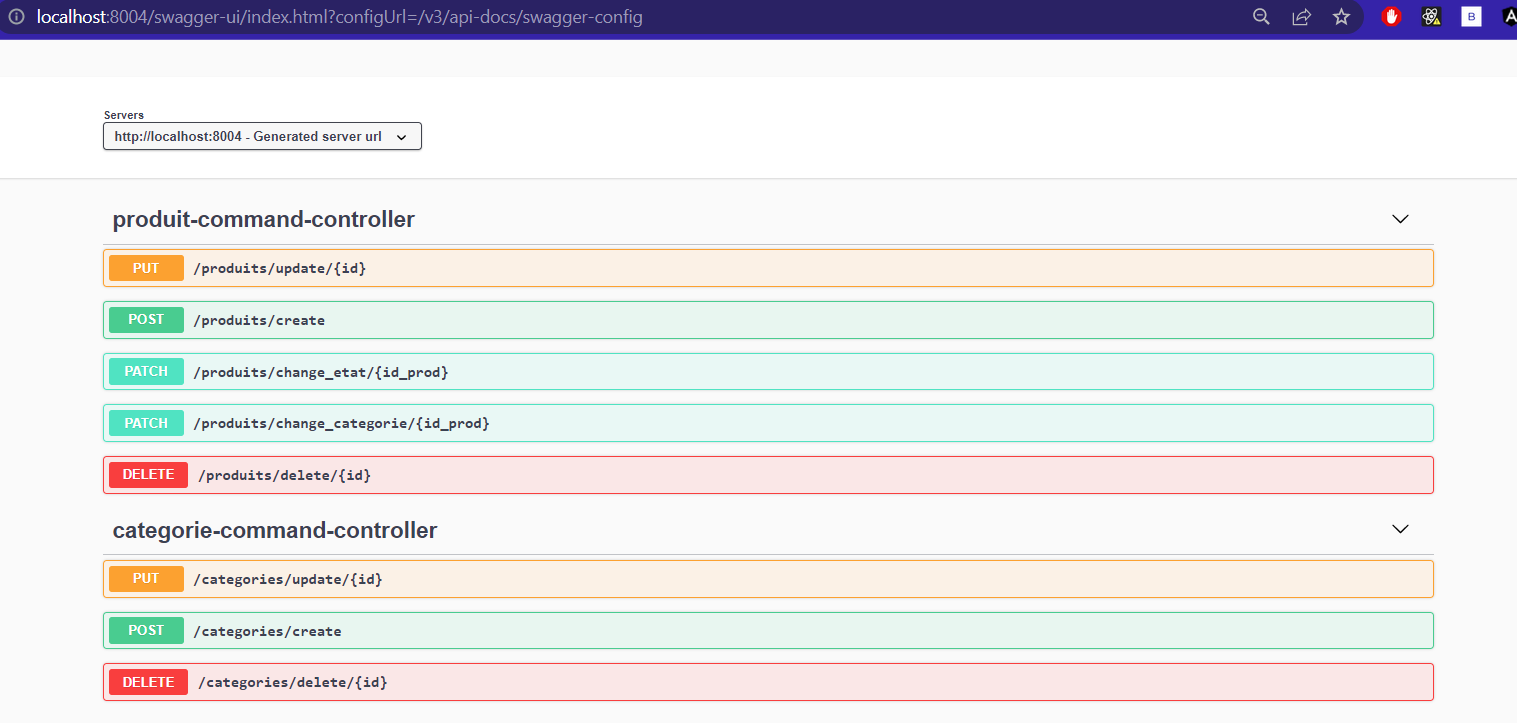 localhost:8004/swagger-ui/index.html?configUrl=/v3/api-docs/swagger-config
B
A
Servers
http://localhost:8004 - Generated server url
produit-command-controller
PUT /produits/update/{id}
POST /produits/create
PATCH /produits/change_etat/{id_prod}
PATCH /produits/change_categorie/{id_prod}
DELETE /produits/delete/{id}
categorie-command-controller
PUT /categories/update/{id}
POST /categories/create
DELETE /categories/delete/{id}